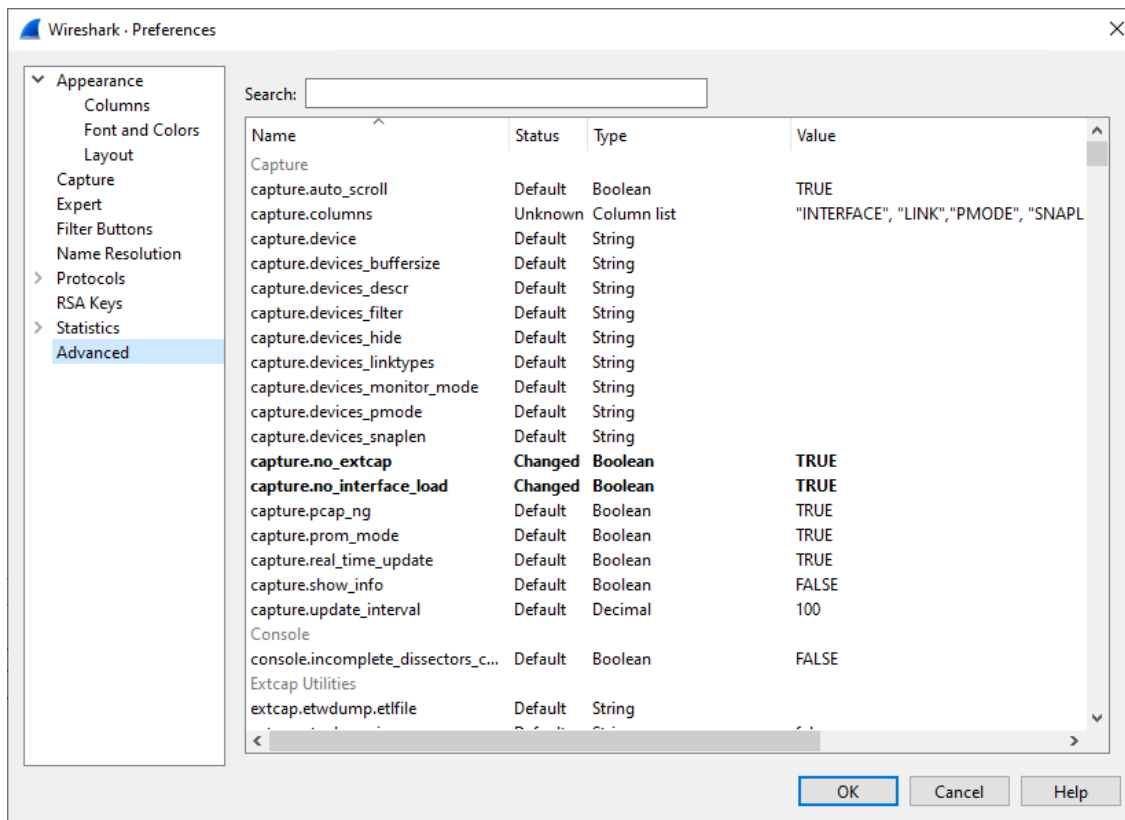 Wireshark · Preferences
Appearance
Columns
Font and Colors
Layout
Capture
Expert
Filter Buttons
Name Resolution
Protocols
RSA Keys
Statistics
Advanced
Search:
Name Status Type Value
Capture
capture.auto_scroll Default Boolean TRUE
capture.columns Unknown Column list "INTERFACE", "LINK","PMODE", "SNAPL
capture.device Default String
capture.devices_buffersize Default String
capture.devices_descr Default String
capture.devices_filter Default String
capture.devices_hide Default String
capture.devices_linktypes Default String
capture.devices_monitor_mode Default String
capture.devices_pmode Default String
capture.devices_snaplen Default String
capture.no_extcap Changed Boolean TRUE
capture.no_interface_load Changed Boolean TRUE
capture.pcap_ng Default Boolean TRUE
capture.prom_mode Default Boolean TRUE
capture.real_time_update Default Boolean TRUE
capture.show_info Default Boolean FALSE
capture.update_interval Default Decimal 100
Console
console.incomplete_dissectors_c... Default Boolean FALSE
Extcap Utilities
extcap.etwdump.etlfile Default String
OK Cancel Help